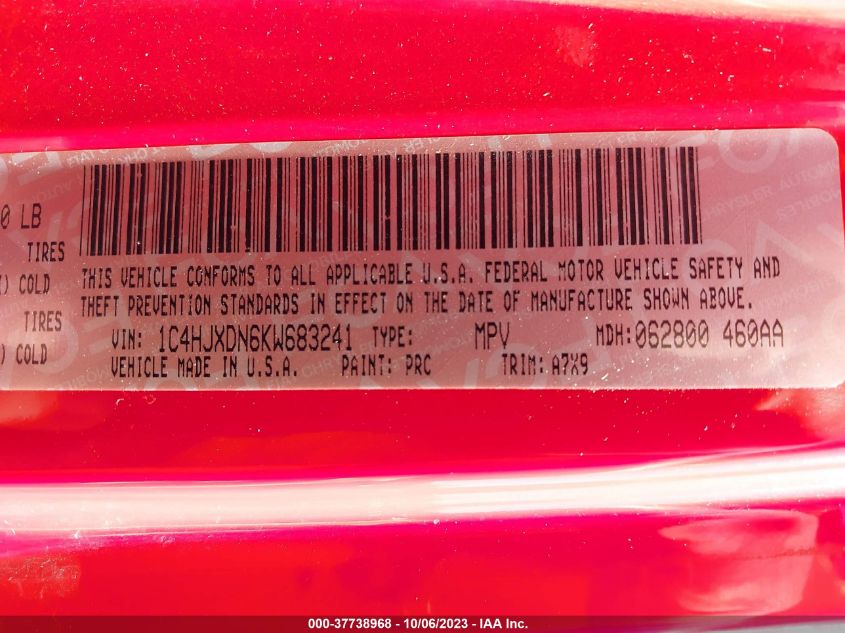 0 LB
TIRES
) COLD
TIRES
) COLD
THIS VEHICLE CONFORMS TO ALL APPLICABLE U.S.A. FEDERAL MOTOR VEHICLE SAFETY AND
THEFT PREVENTION STANDARDS IN EFFECT ON THE DATE OF MANUFACTURE SHOWN ABOVE.
VIN: 1C4HJXDN6KW683241 TYPE: MPV MDH:062800 460AA
VEHICLE MADE IN U.S.A. PAINT: PRC TRIM:A7X9
000-37738968 - 10/06/2023 - IAA Inc.